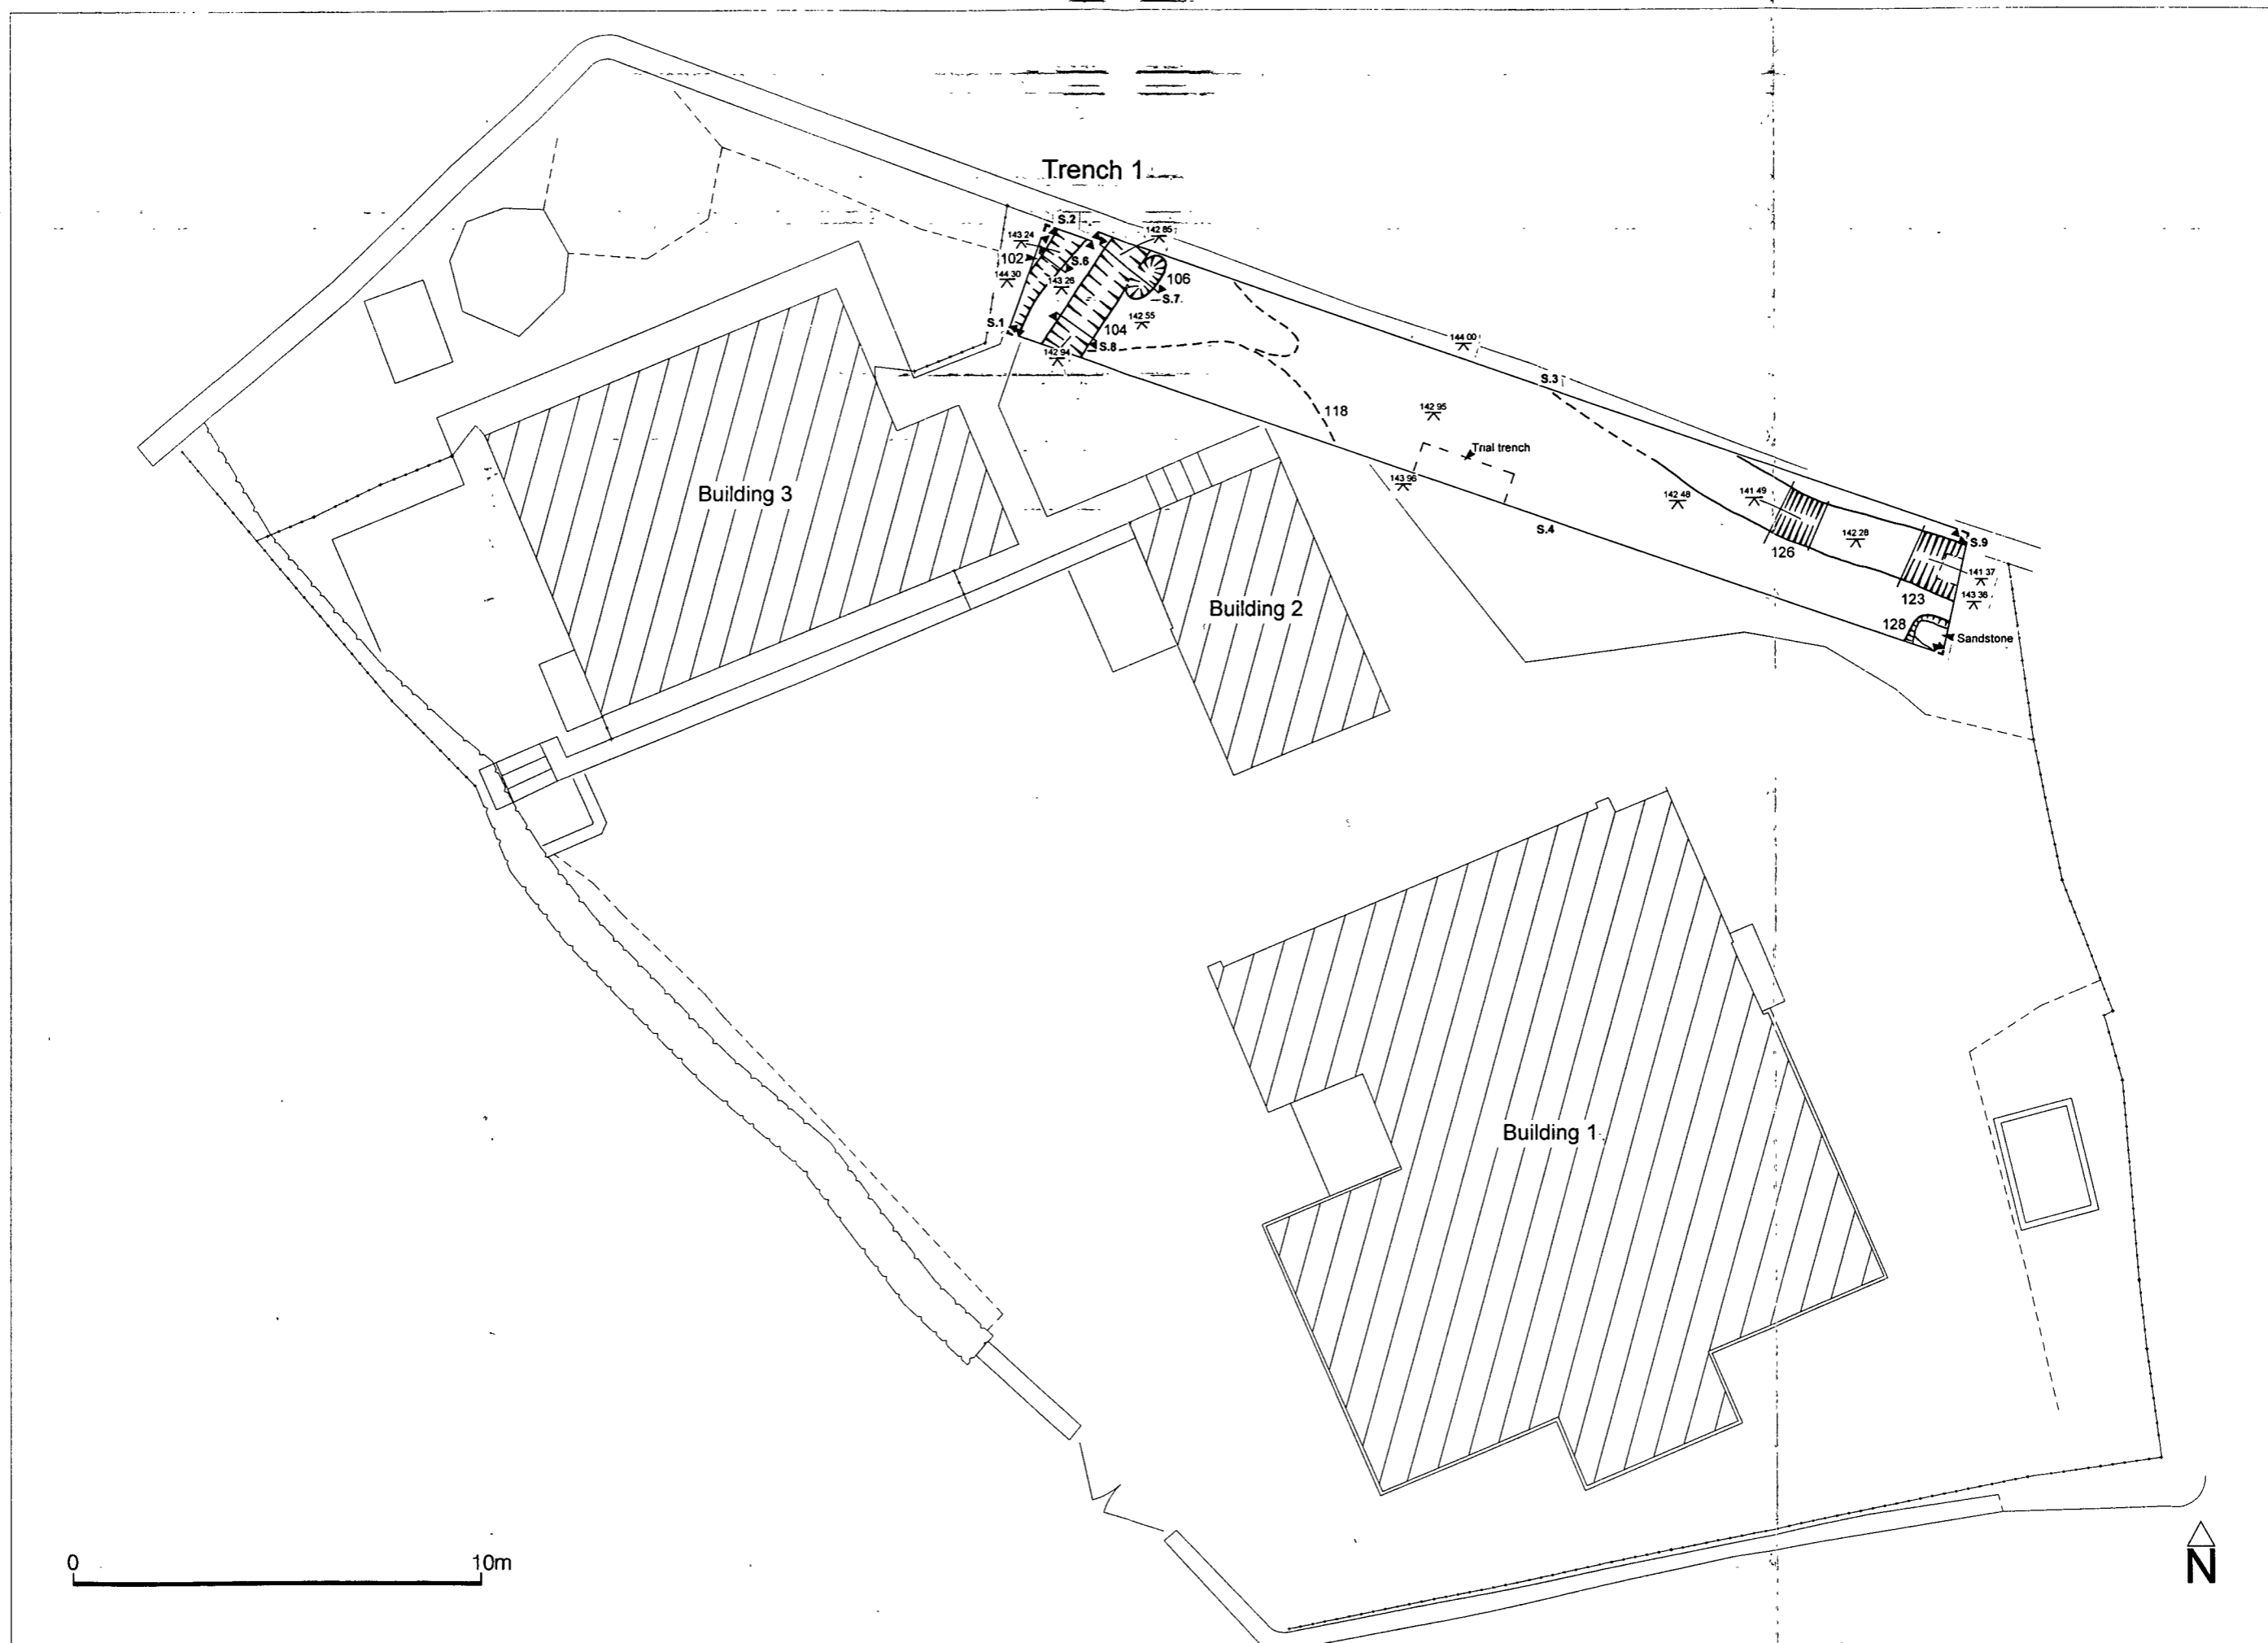 Trench 1
S.2
142 85
143 24
102
S.6
106
144 30
143 26
S.7
S.1
104
142 55
S.8
142 94
144 00
S.3
118
142 95
Trial trench
143 96
Building 3
142 48
141 49
S.4
126
142 28
S.9
141 37
123
143 36
Building 2
128
Sandstone
Building 1
0
10m
N